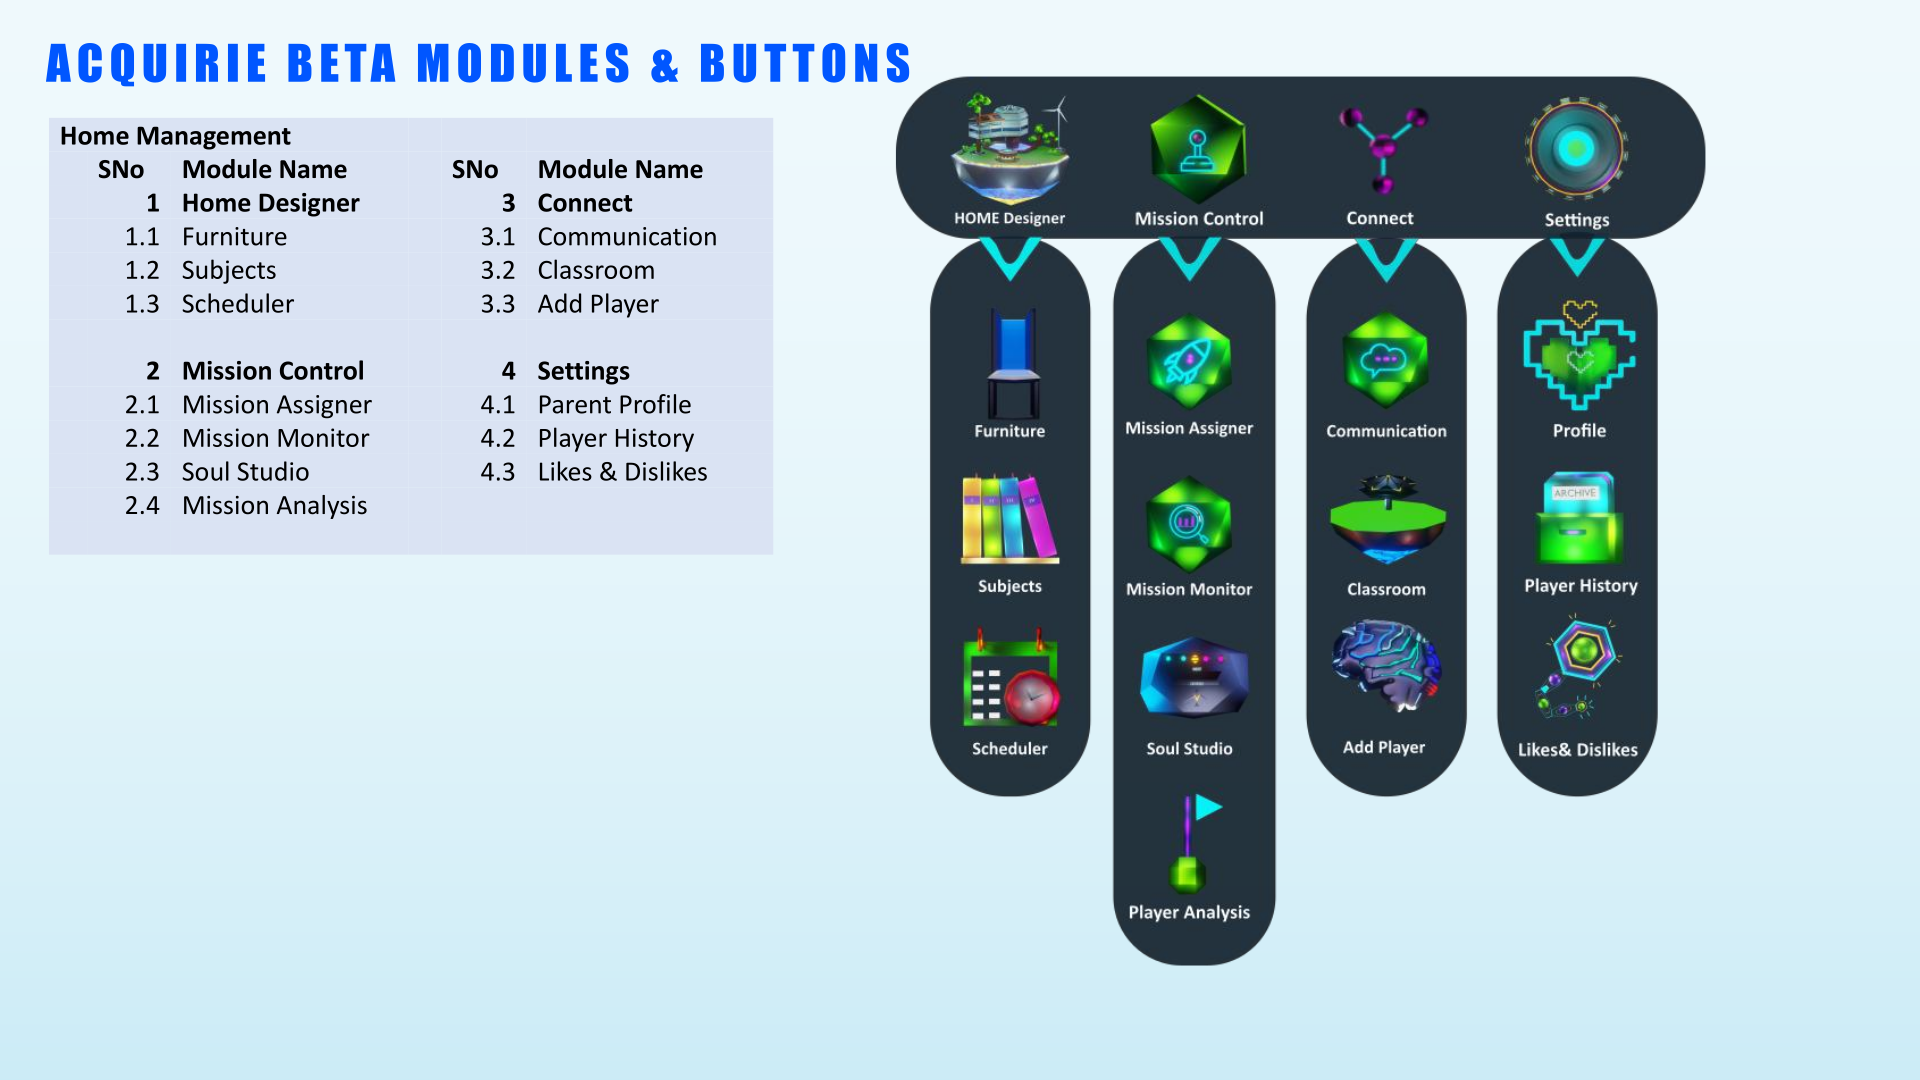 ACQUIRIE BETA MODULES & BUTTONS
Home Management
SNo Module Name SNo Module Name
1 Home Designer 3 Connect
1.1 Furniture 3.1 Communication
1.2 Subjects 3.2 Classroom
1.3 Scheduler 3.3 Add Player
2 Mission Control 4 Settings
2.1 Mission Assigner 4.1 Parent Profile
2.2 Mission Monitor 4.2 Player History
2.3 Soul Studio 4.3 Likes & Dislikes
2.4 Mission Analysis
HOME Designer Mission Control Connect Settings
Furniture Mission Assigner Communication Profile
ARCHIVE
Subjects Mission Monitor Classroom Player History
Scheduler Soul Studio Add Player Likes& Dislikes
Player Analysis